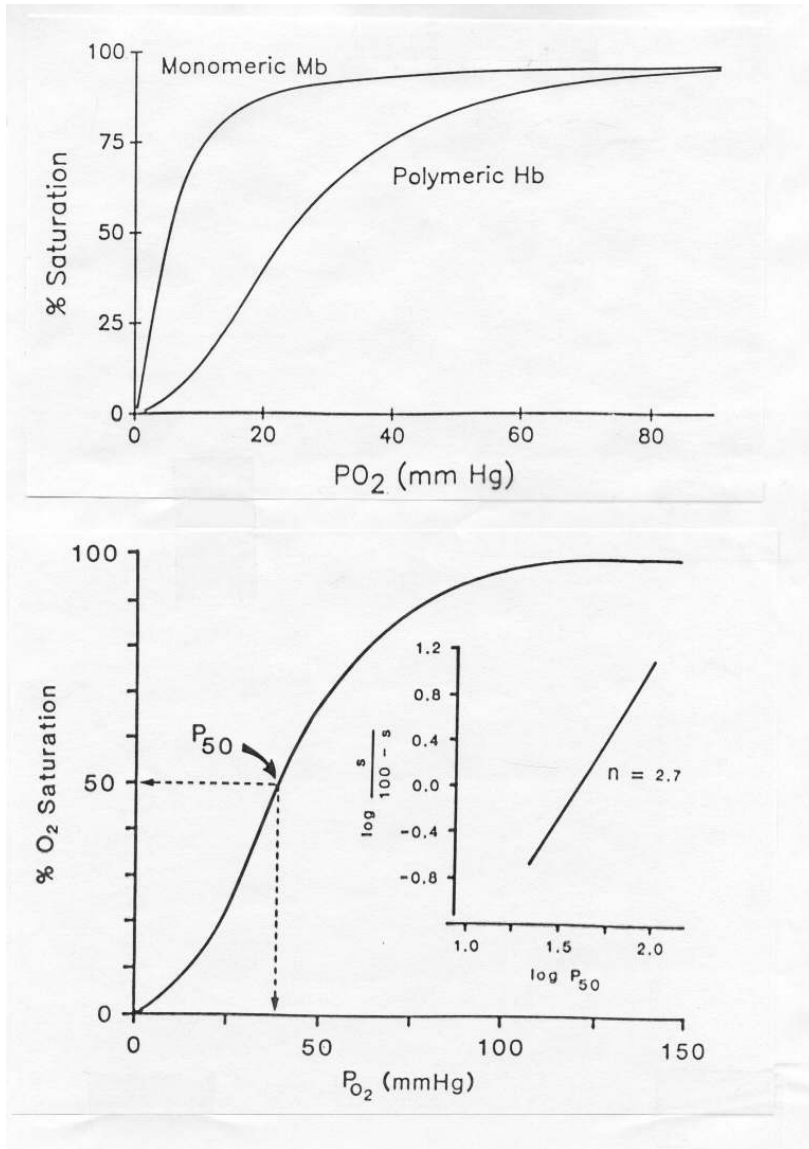 100
Monomeric Mb
75
Polymeric Hb
50
25
0
% Saturation
0 20 40 60 80
PO2 (mm Hg)
100
50
0
% O2 Saturation
P50
1.2
0.4
0.0
-0.4
-0.8
log s / 100 - s
n = 2.7
1.0 1.5 2.0
log P50
0 50 100 150
PO2 (mmHg)